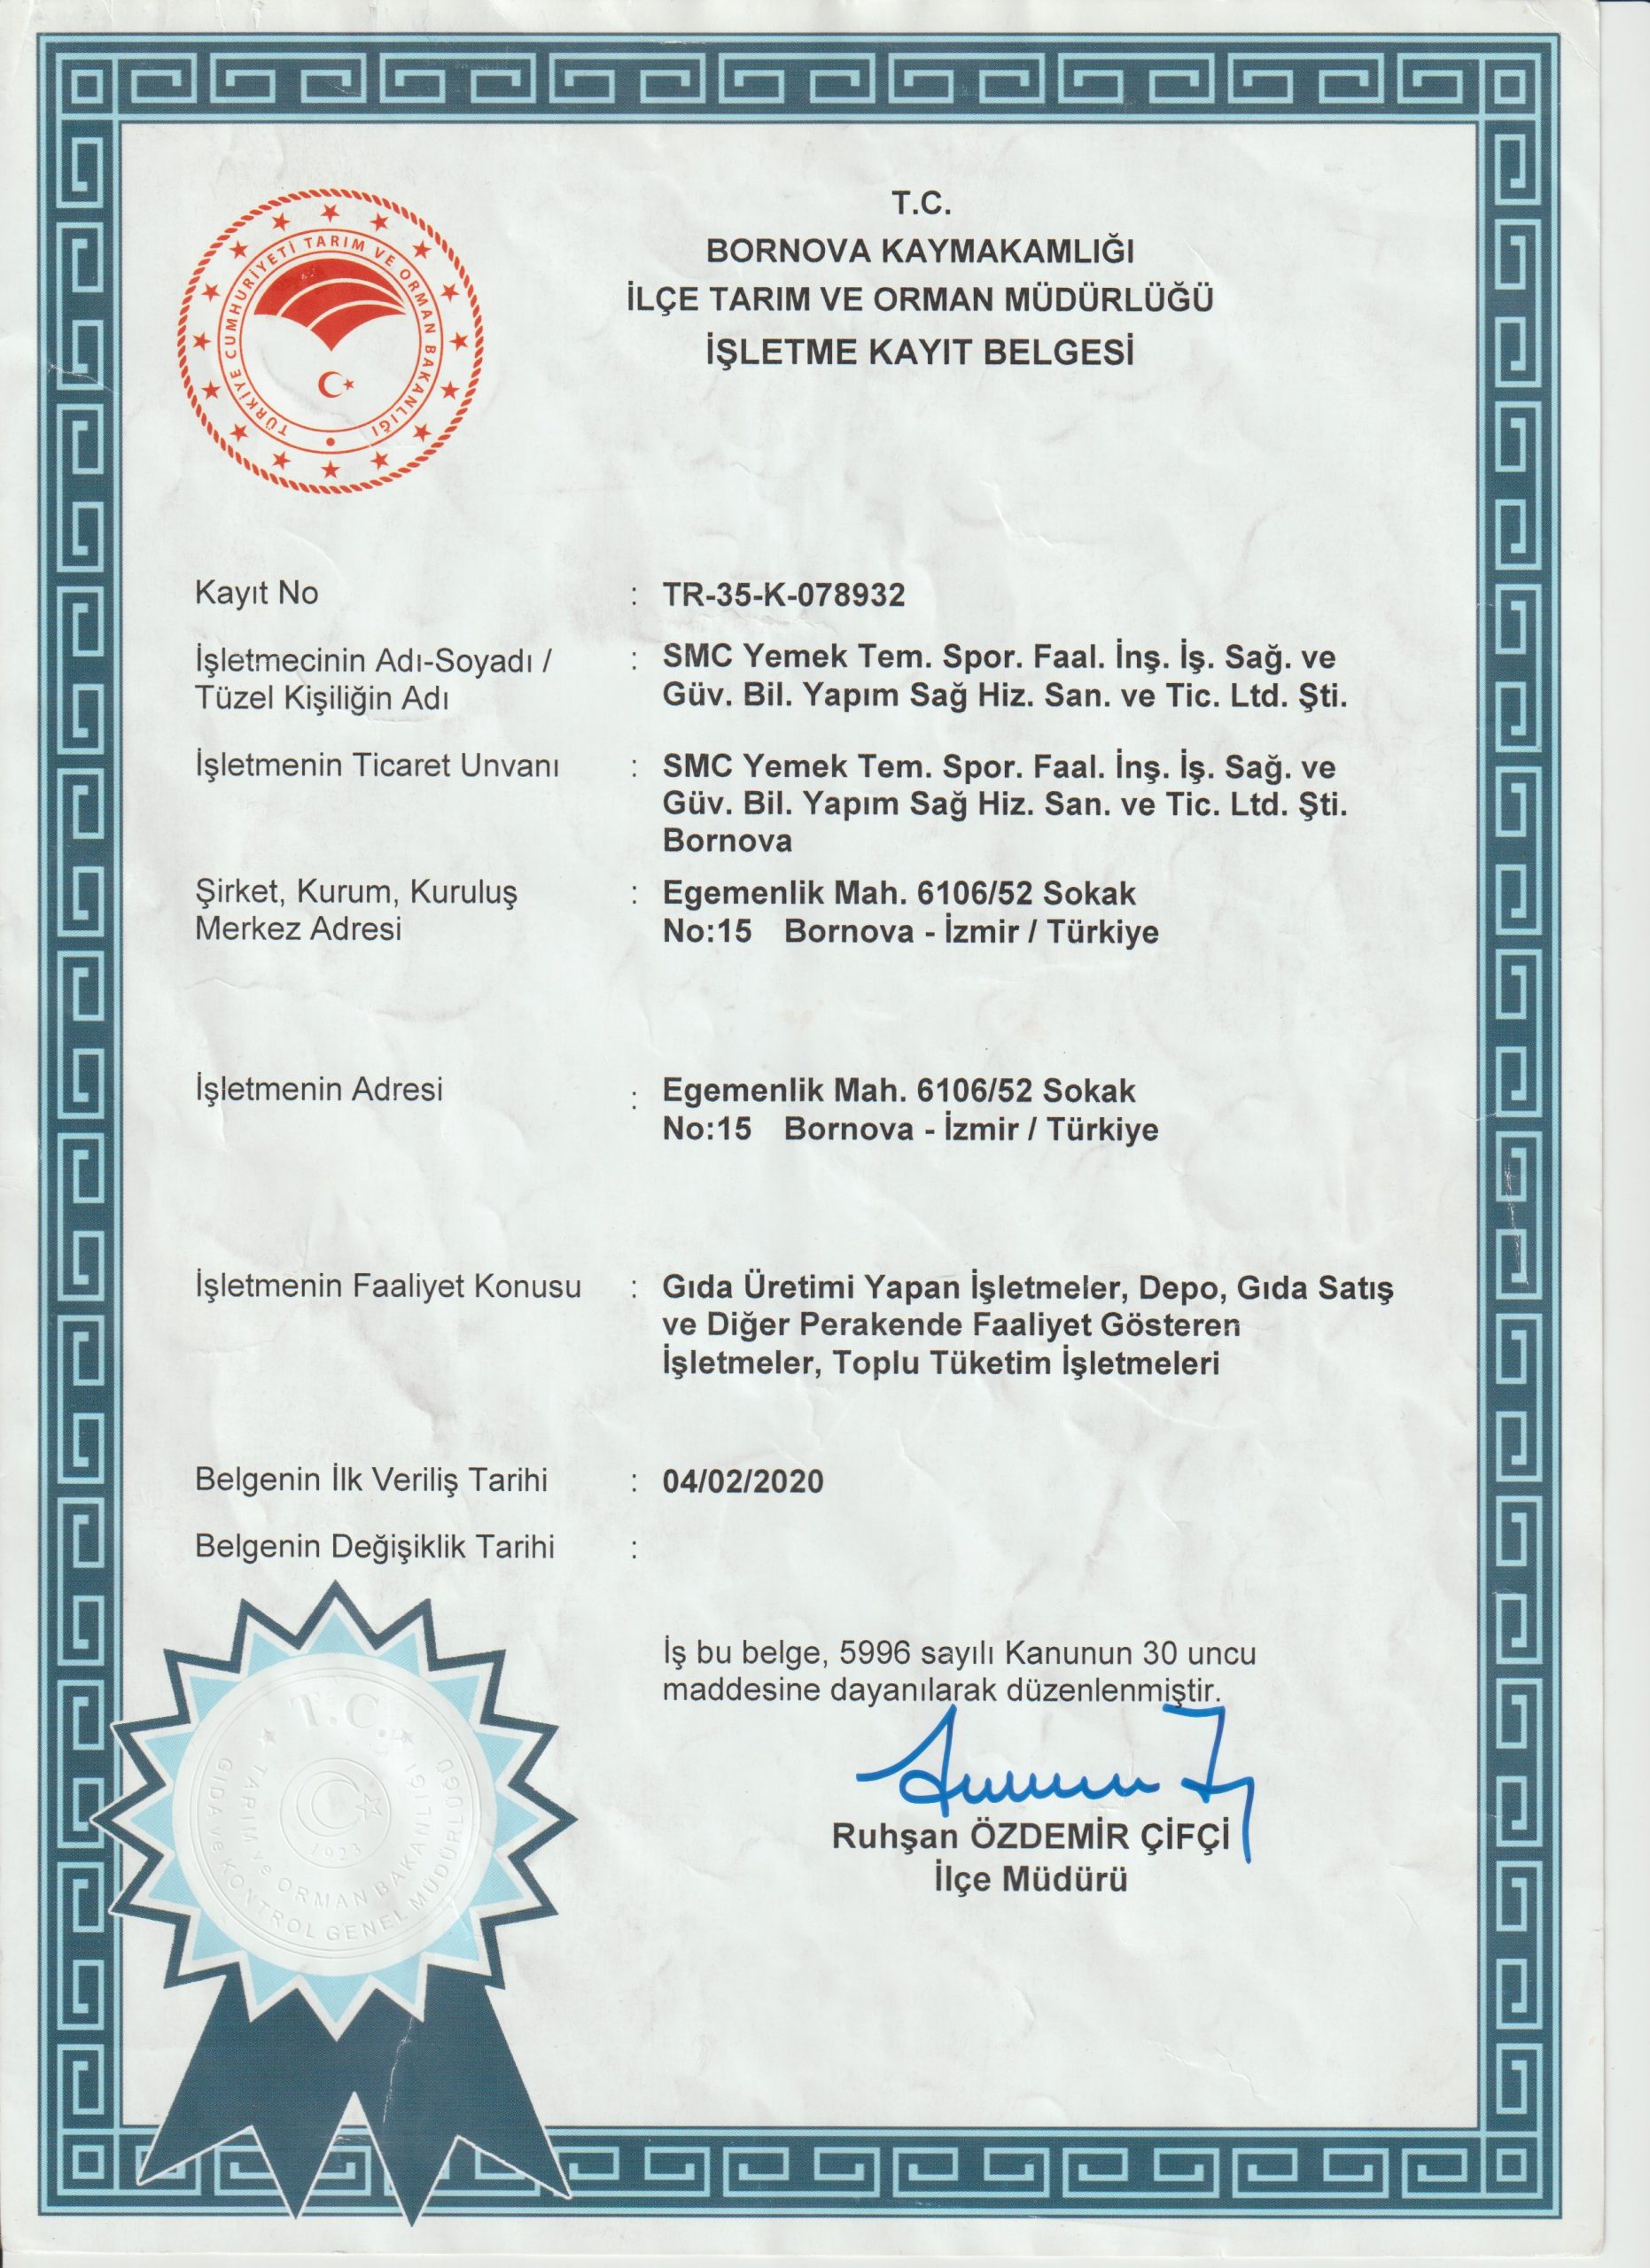 T.C.
BORNOVA KAYMAKAMLIĞI
İLÇE TARIM VE ORMAN MÜDÜRLÜĞÜ
İŞLETME KAYIT BELGESİ
TÜRKİYE CUMHURİYETİ TARIM VE ORMAN BAKANLIĞI
Kayıt No : TR-35-K-078932
İşletmecinin Adı-Soyadı / : SMC Yemek Tem. Spor. Faal. İnş. İş. Sağ. ve
Tüzel Kişiliğin Adı Güv. Bil. Yapım Sağ Hiz. San. ve Tic. Ltd. Şti.
İşletmenin Ticaret Unvanı : SMC Yemek Tem. Spor. Faal. İnş. İş. Sağ. ve
Güv. Bil. Yapım Sağ Hiz. San. ve Tic. Ltd. Şti.
Bornova
Şirket, Kurum, Kuruluş : Egemenlik Mah. 6106/52 Sokak
Merkez Adresi No:15 Bornova - İzmir / Türkiye
İşletmenin Adresi : Egemenlik Mah. 6106/52 Sokak
No:15 Bornova - İzmir / Türkiye
İşletmenin Faaliyet Konusu : Gıda Üretimi Yapan İşletmeler, Depo, Gıda Satış
ve Diğer Perakende Faaliyet Gösteren
İşletmeler, Toplu Tüketim İşletmeleri
Belgenin İlk Veriliş Tarihi : 04/02/2020
Belgenin Değişiklik Tarihi :
İş bu belge, 5996 sayılı Kanunun 30 uncu
maddesine dayanılarak düzenlenmiştir.
Ruhşan ÖZDEMİR ÇİFÇİ
İlçe Müdürü
T.C.
TARIM ve ORMAN BAKANLIĞI
GIDA ve KONTROL GENEL MÜDÜRLÜĞÜ
1923